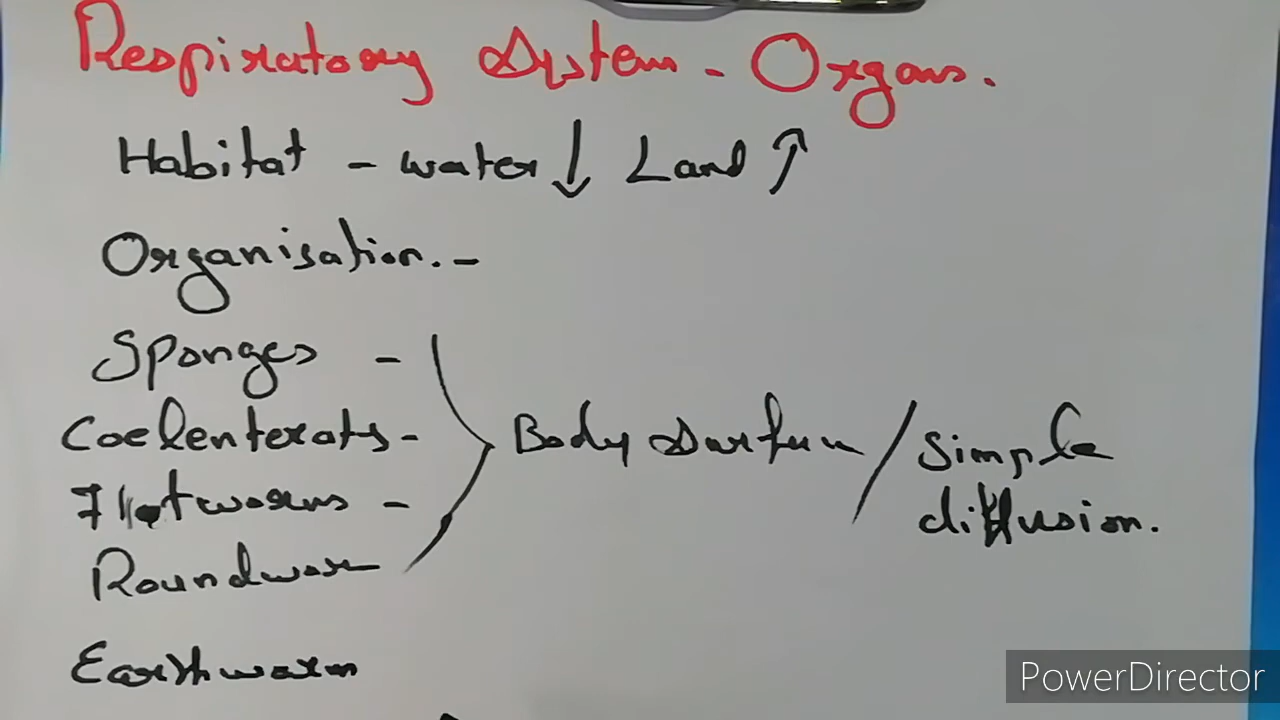 Respiratory System - Organs.
Habitat - water ↓ Land ↑
Organisation. -
Sponges -
Coelenterats -
Flatworms -
Roundworm
Body Surface / Simple diffusion.
Earthworm
PowerDirector